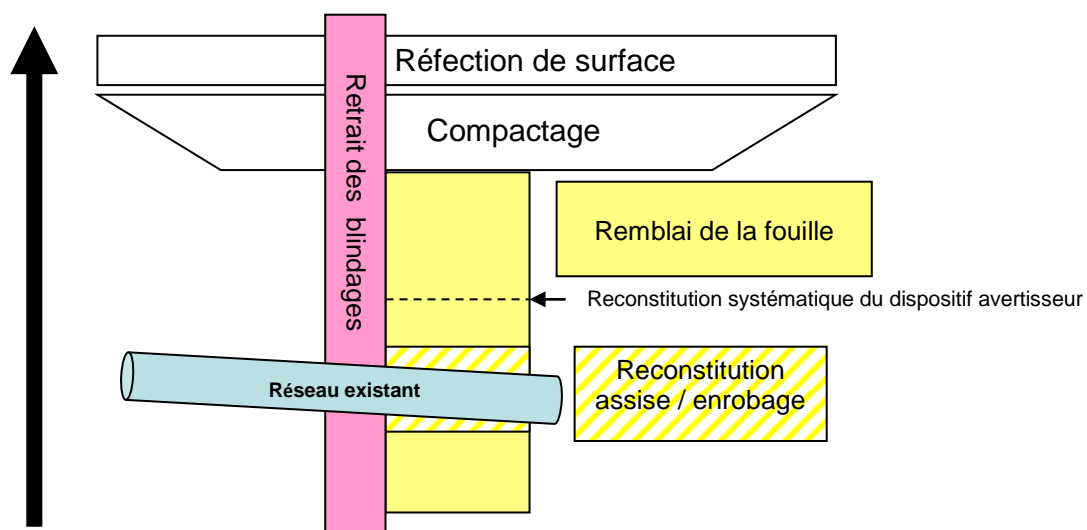 Réfection de surface
Compactage
Retrait des blindages
Remblai de la fouille
Reconstitution systématique du dispositif avertisseur
Réseau existant
Reconstitution
assise / enrobage